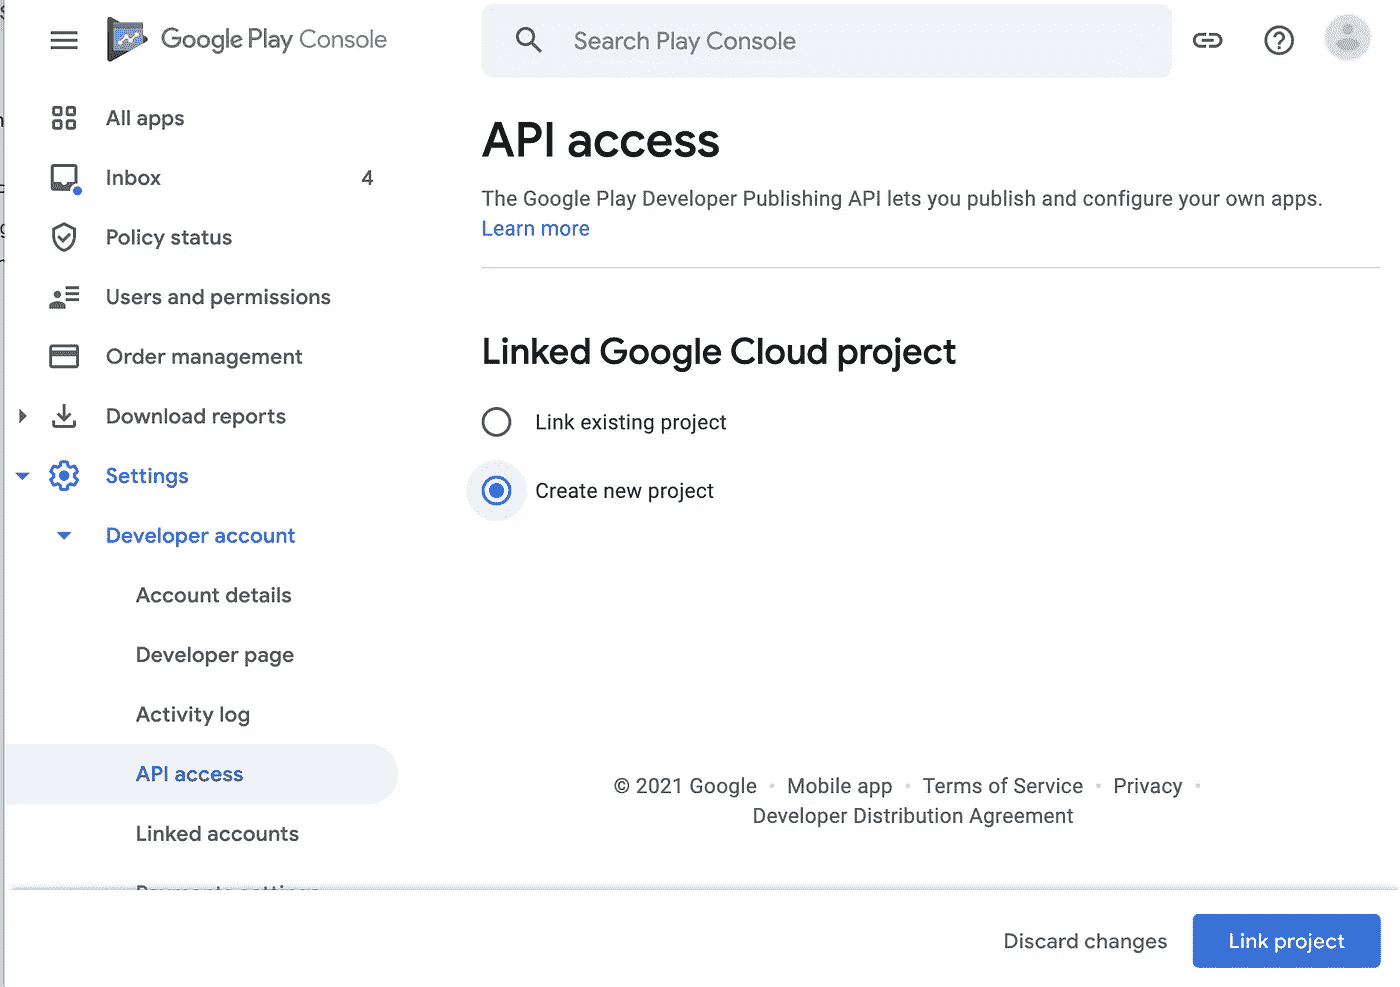 Google Play Console
Search Play Console
All apps
Inbox 4
Policy status
Users and permissions
Order management
Download reports
Settings
Developer account
Account details
Developer page
Activity log
API access
Linked accounts
API access
The Google Play Developer Publishing API lets you publish and configure your own apps.
Learn more
Linked Google Cloud project
Link existing project
Create new project
© 2021 Google • Mobile app • Terms of Service • Privacy •
Developer Distribution Agreement
Discard changes
Link project